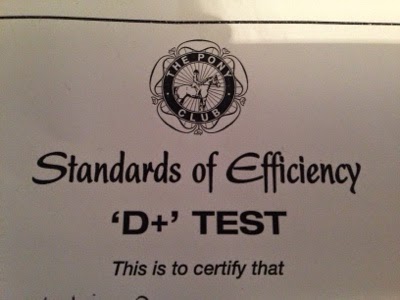 THE PONY
CLUB
Standards of Efficiency
‘D+’ TEST
This is to certify that